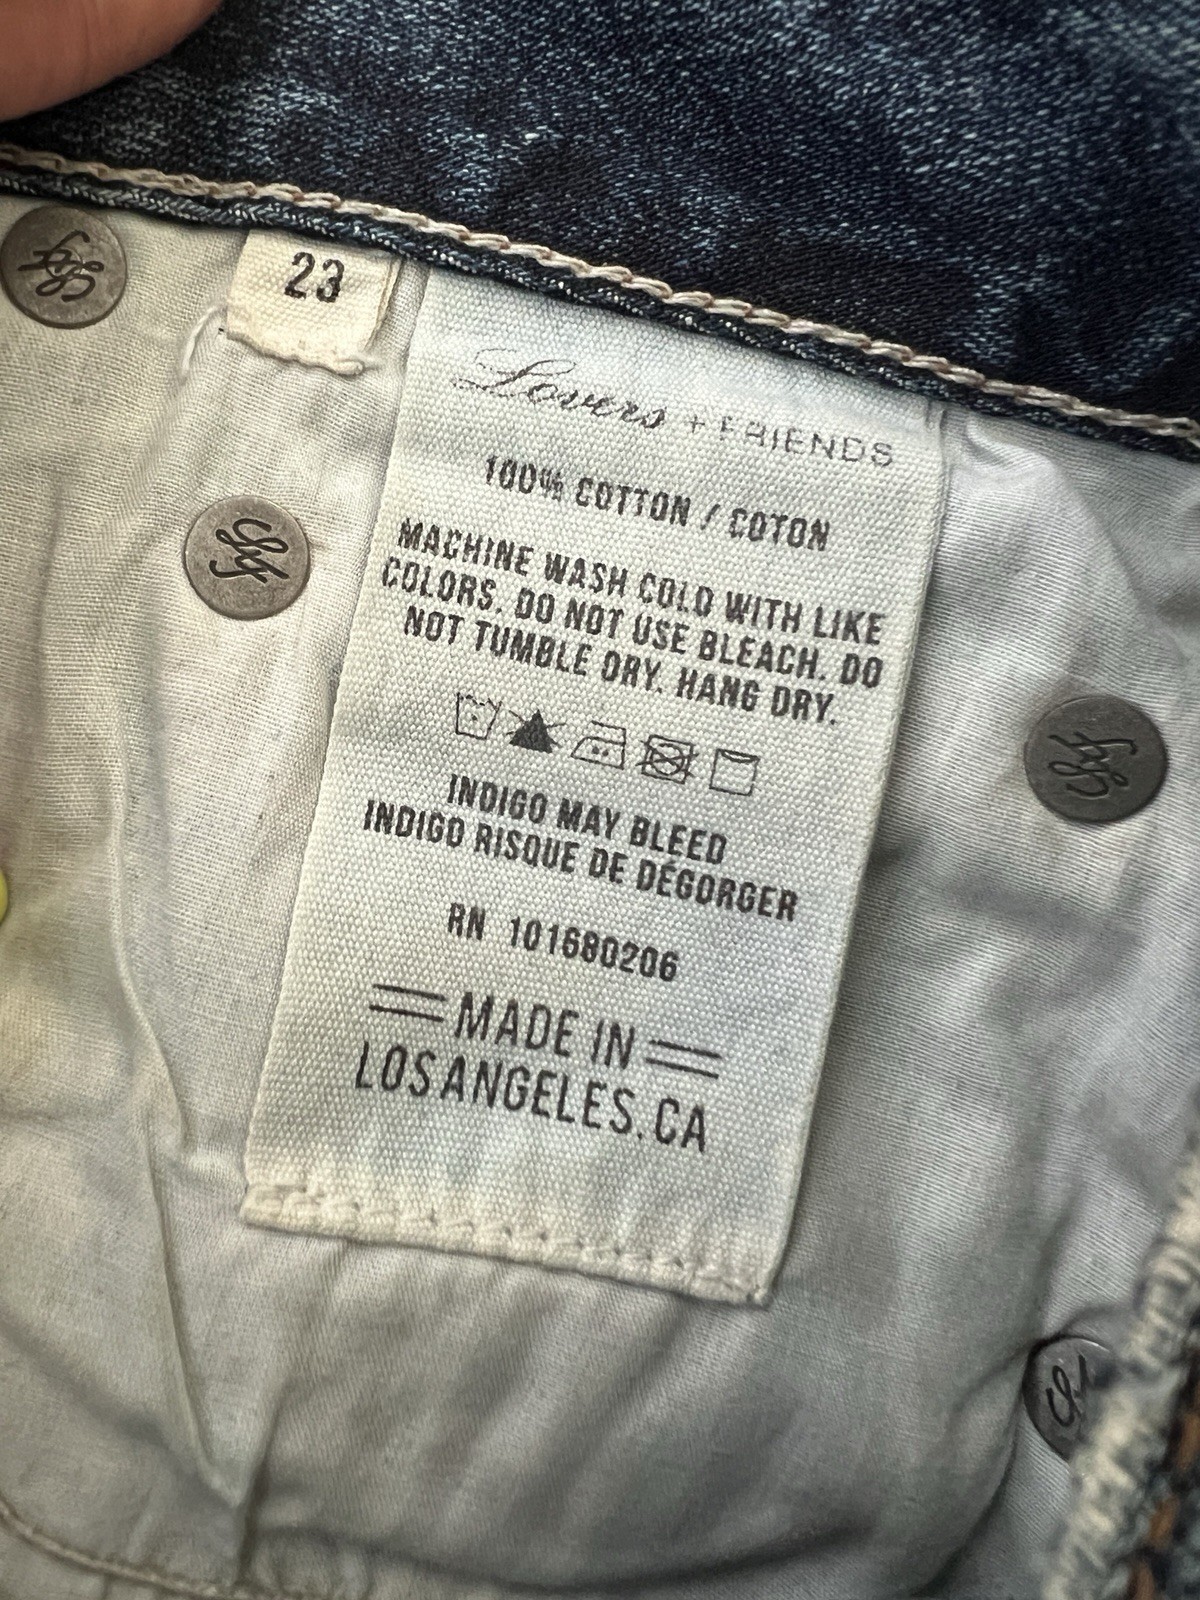 23
Lovers + FRIENDS
100% COTTON / COTON
MACHINE WASH COLD WITH LIKE
COLORS. DO NOT USE BLEACH. DO
NOT TUMBLE DRY. HANG DRY.
INDIGO MAY BLEED
INDIGO RISQUE DE DÉGORGER
RN 101680206
MADE IN
LOS ANGELES, CA